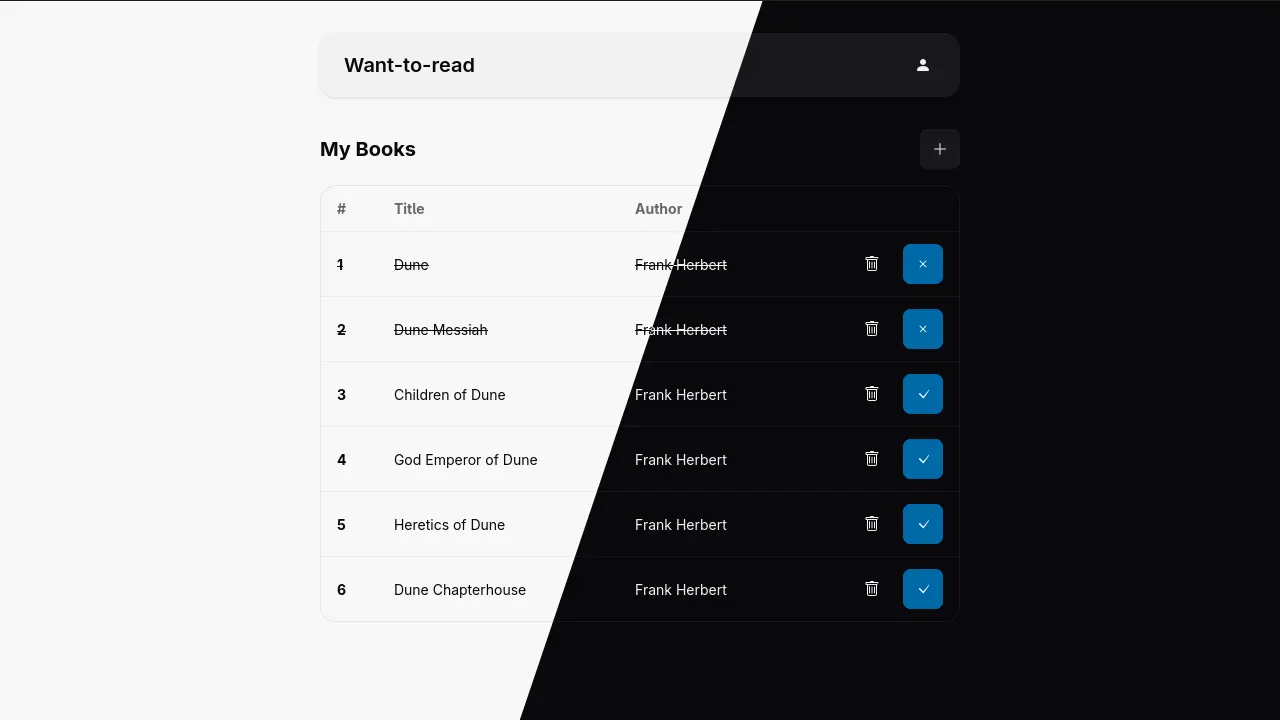 Want-to-read
My Books
# Title Author
1 Dune Frank Herbert
2 Dune Messiah Frank Herbert
3 Children of Dune Frank Herbert
4 God Emperor of Dune Frank Herbert
5 Heretics of Dune Frank Herbert
6 Dune Chapterhouse Frank Herbert